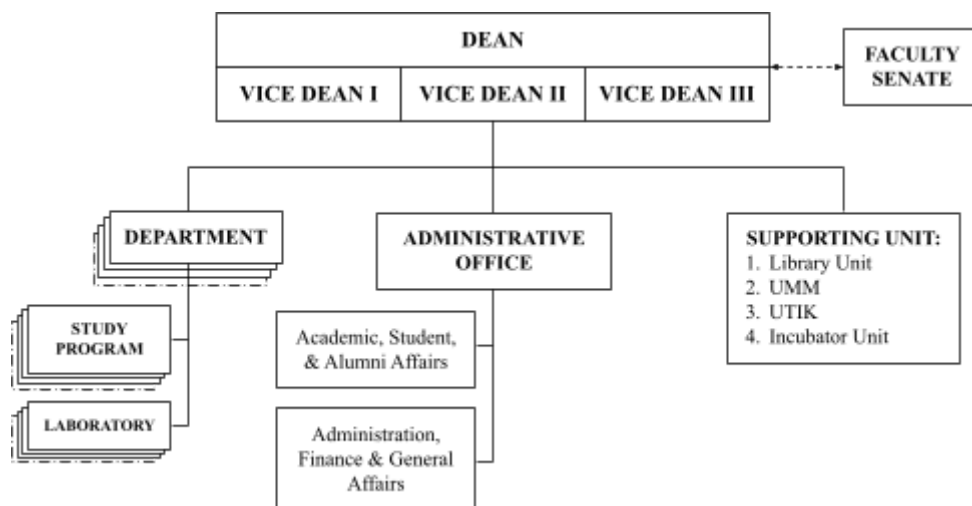 DEAN
VICE DEAN I
VICE DEAN II
VICE DEAN III
FACULTY
SENATE
DEPARTMENT
STUDY
PROGRAM
LABORATORY
ADMINISTRATIVE
OFFICE
Academic, Student,
& Alumni Affairs
Administration,
Finance & General
Affairs
SUPPORTING UNIT:
1. Library Unit
2. UMM
3. UTIK
4. Incubator Unit